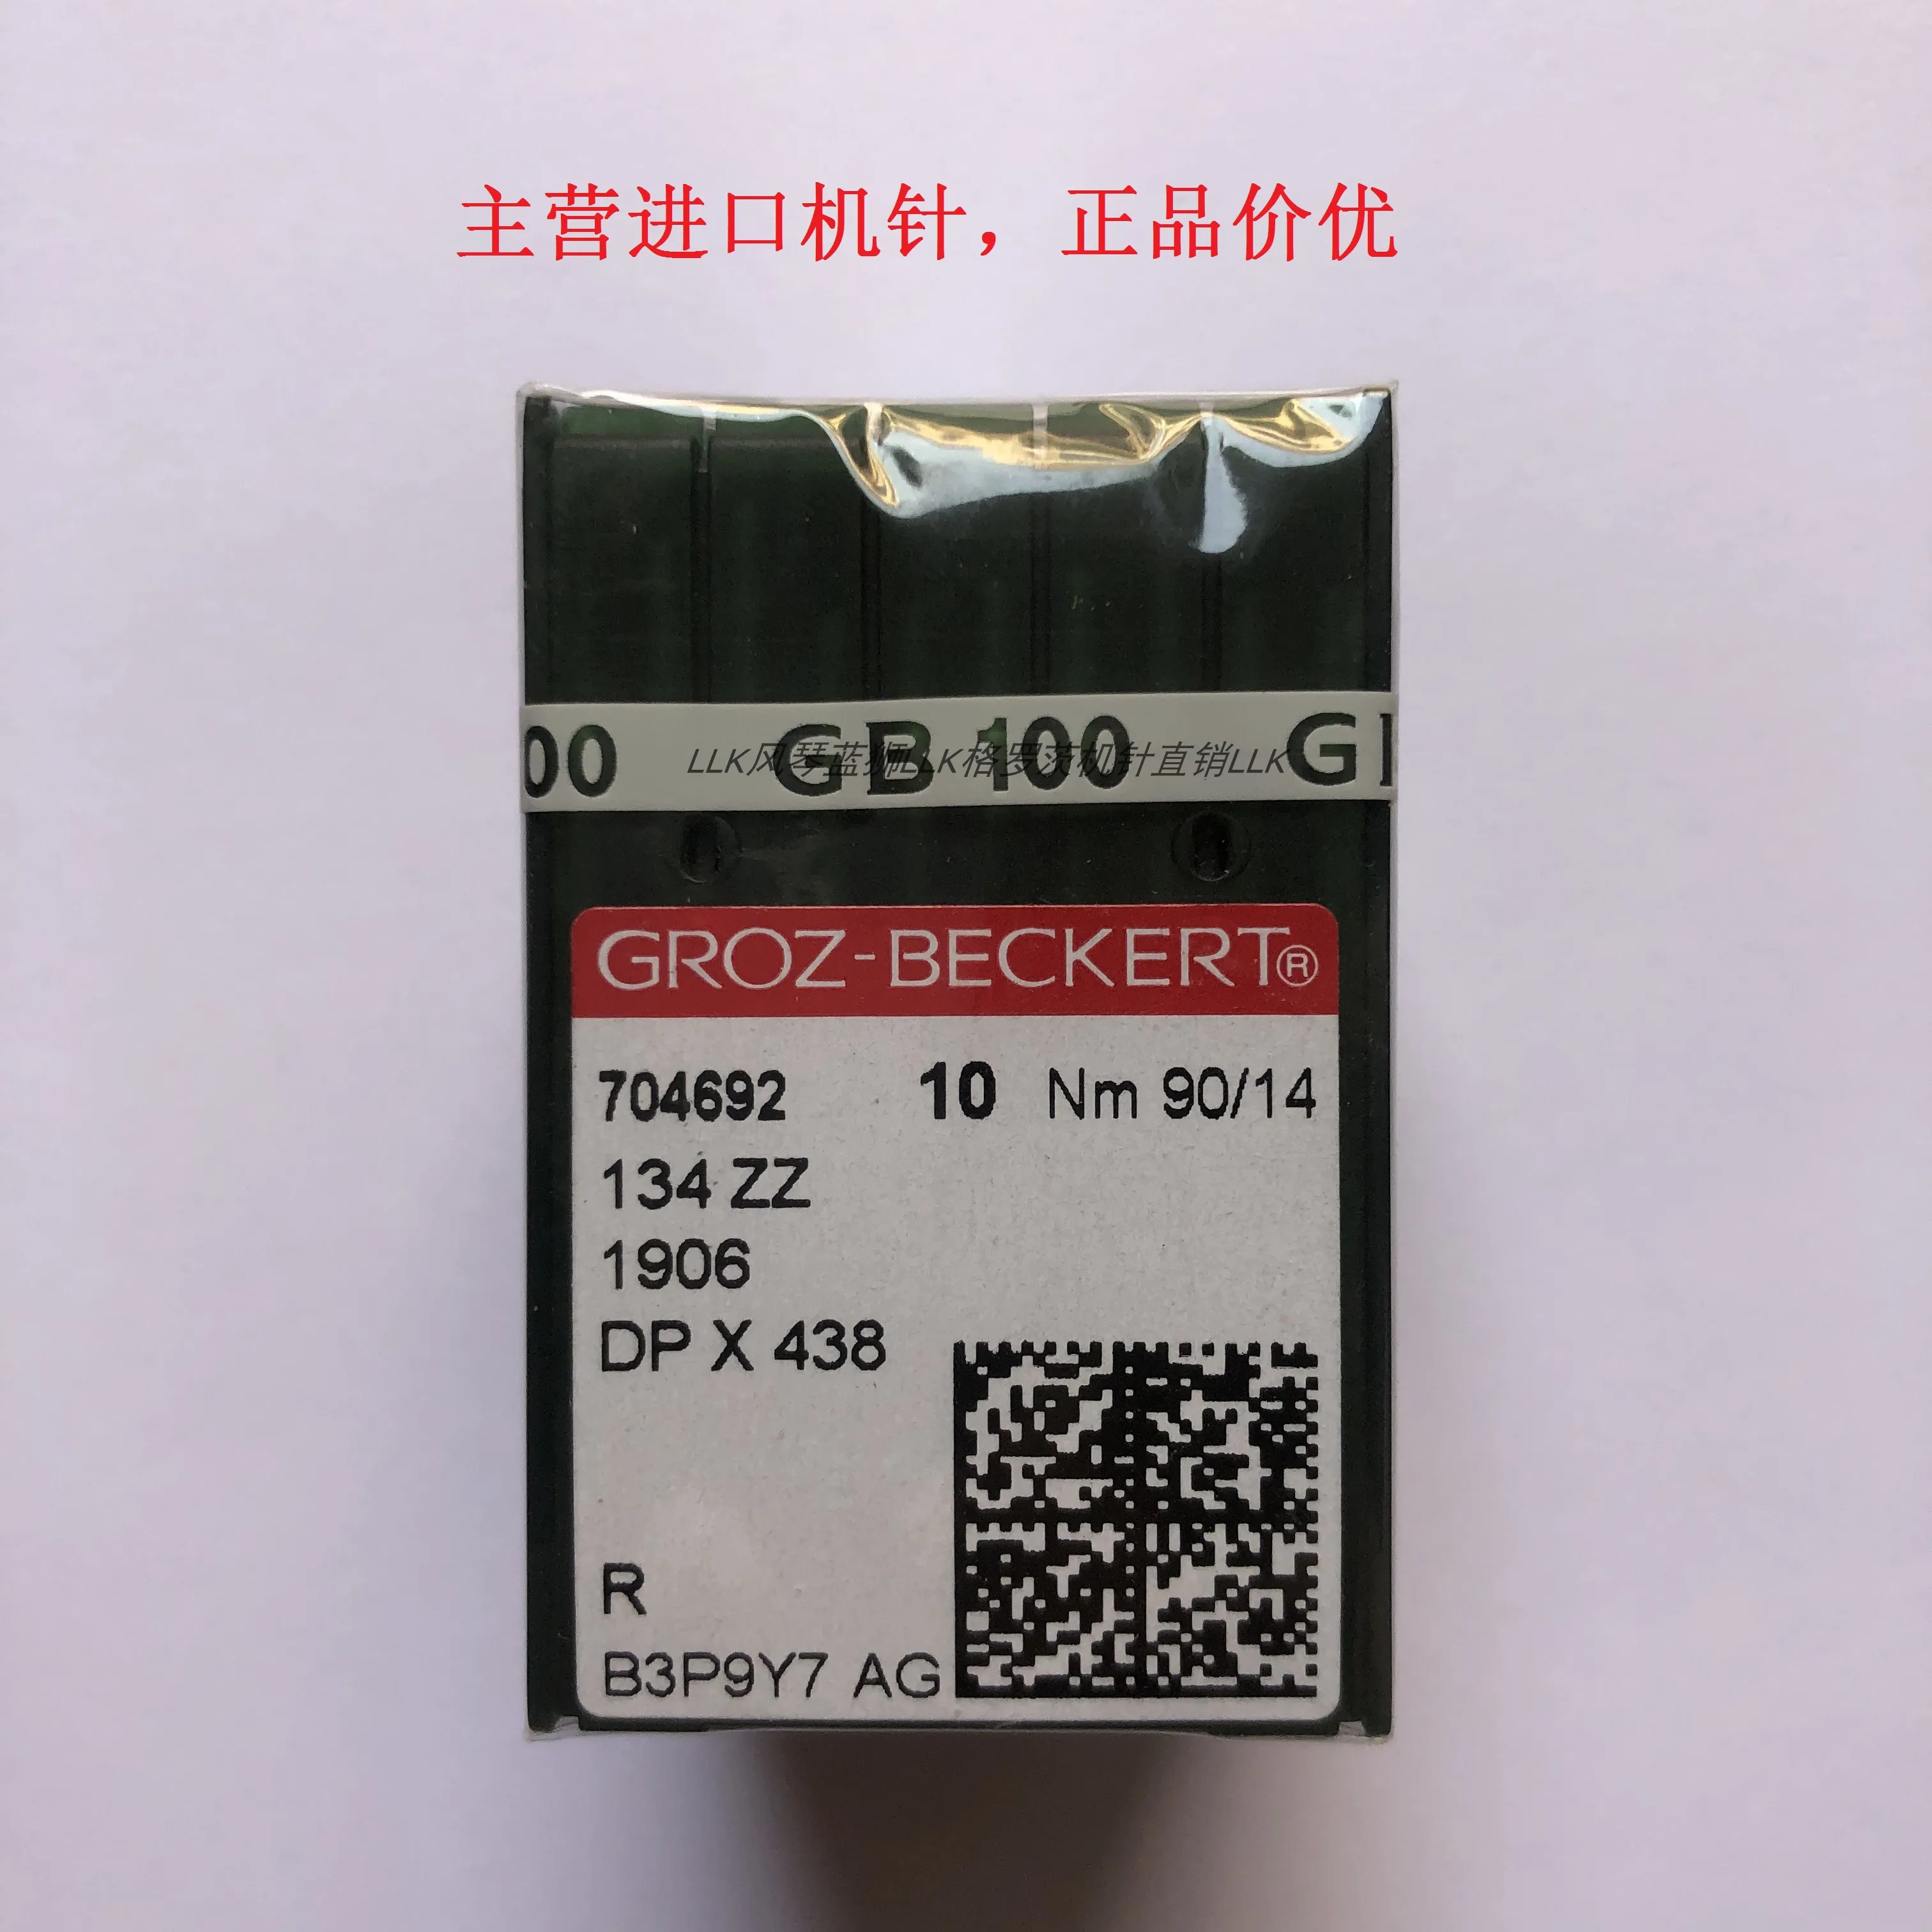 主营进口机针，正品价优
00 GB 100 G
LLK风琴蓝狮LLK格罗茨机针直销LLK
GROZ-BECKERT®
704692 10 Nm 90/14
134 ZZ
1906
DP X 438
R
B3P9Y7 AG